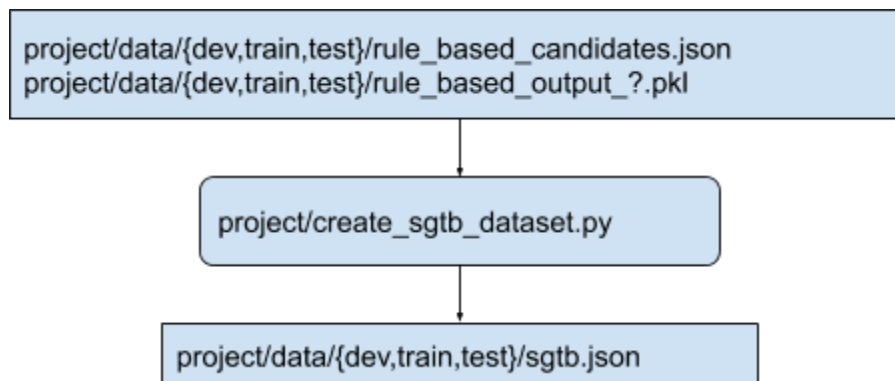 project/data/{dev,train,test}/rule_based_candidates.json
project/data/{dev,train,test}/rule_based_output_?.pkl
project/create_sgtb_dataset.py
project/data/{dev,train,test}/sgtb.json